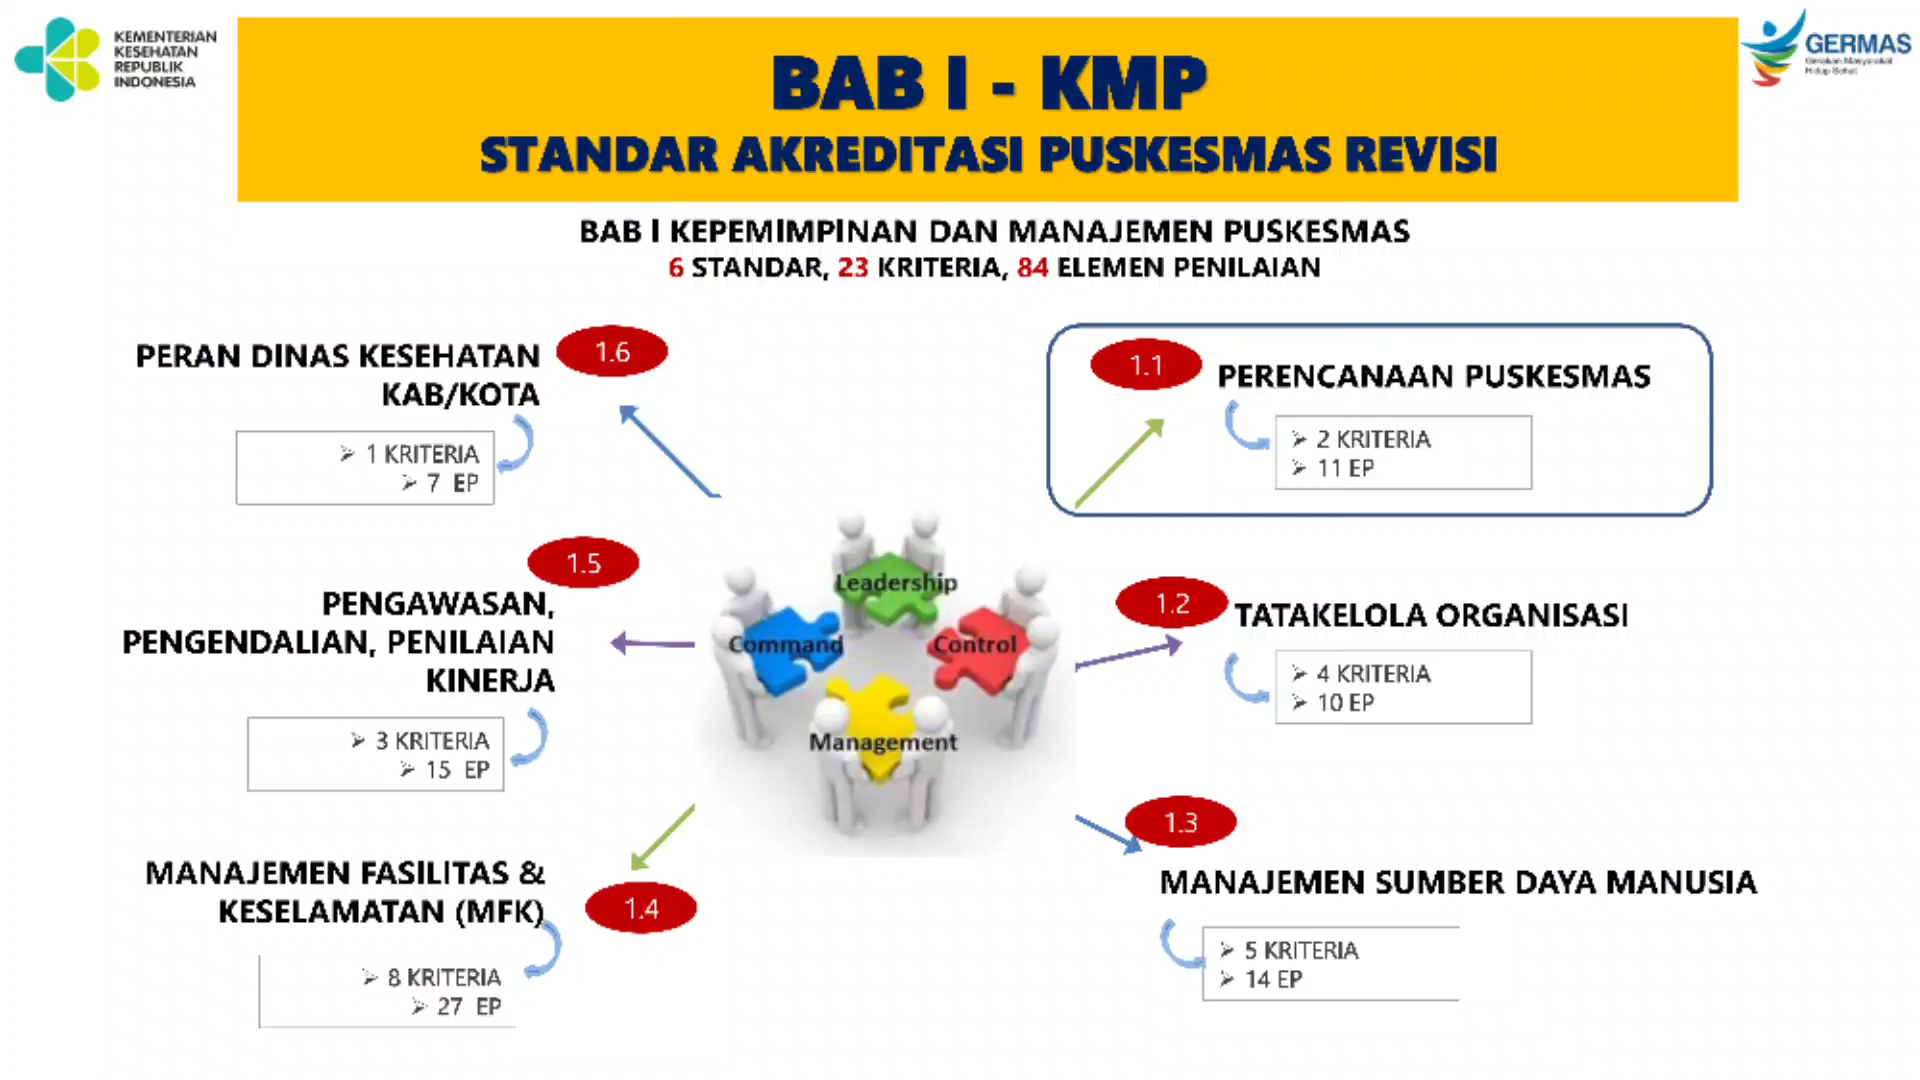 KEMENTERIAN
KESEHATAN
REPUBLIK
INDONESIA
BAB I - KMP
STANDAR AKREDITASI PUSKESMAS REVISI
GERMAS
Gerakan Masyarakat
Hidup Sehat
BAB I KEPEMIMPINAN DAN MANAJEMEN PUSKESMAS
6 STANDAR, 23 KRITERIA, 84 ELEMEN PENILAIAN
1.6
PERAN DINAS KESEHATAN
KAB/KOTA
➢ 1 KRITERIA
➢ 7 EP
1.1
PERENCANAAN PUSKESMAS
➢ 2 KRITERIA
➢ 11 EP
1.5
PENGAWASAN,
PENGENDALIAN, PENILAIAN
KINERJA
➢ 3 KRITERIA
➢ 15 EP
Leadership
Command
Control
Management
1.2
TATAKELOLA ORGANISASI
➢ 4 KRITERIA
➢ 10 EP
MANAJEMEN FASILITAS &
KESELAMATAN (MFK)
1.4
➢ 8 KRITERIA
➢ 27 EP
1.3
MANAJEMEN SUMBER DAYA MANUSIA
➢ 5 KRITERIA
➢ 14 EP